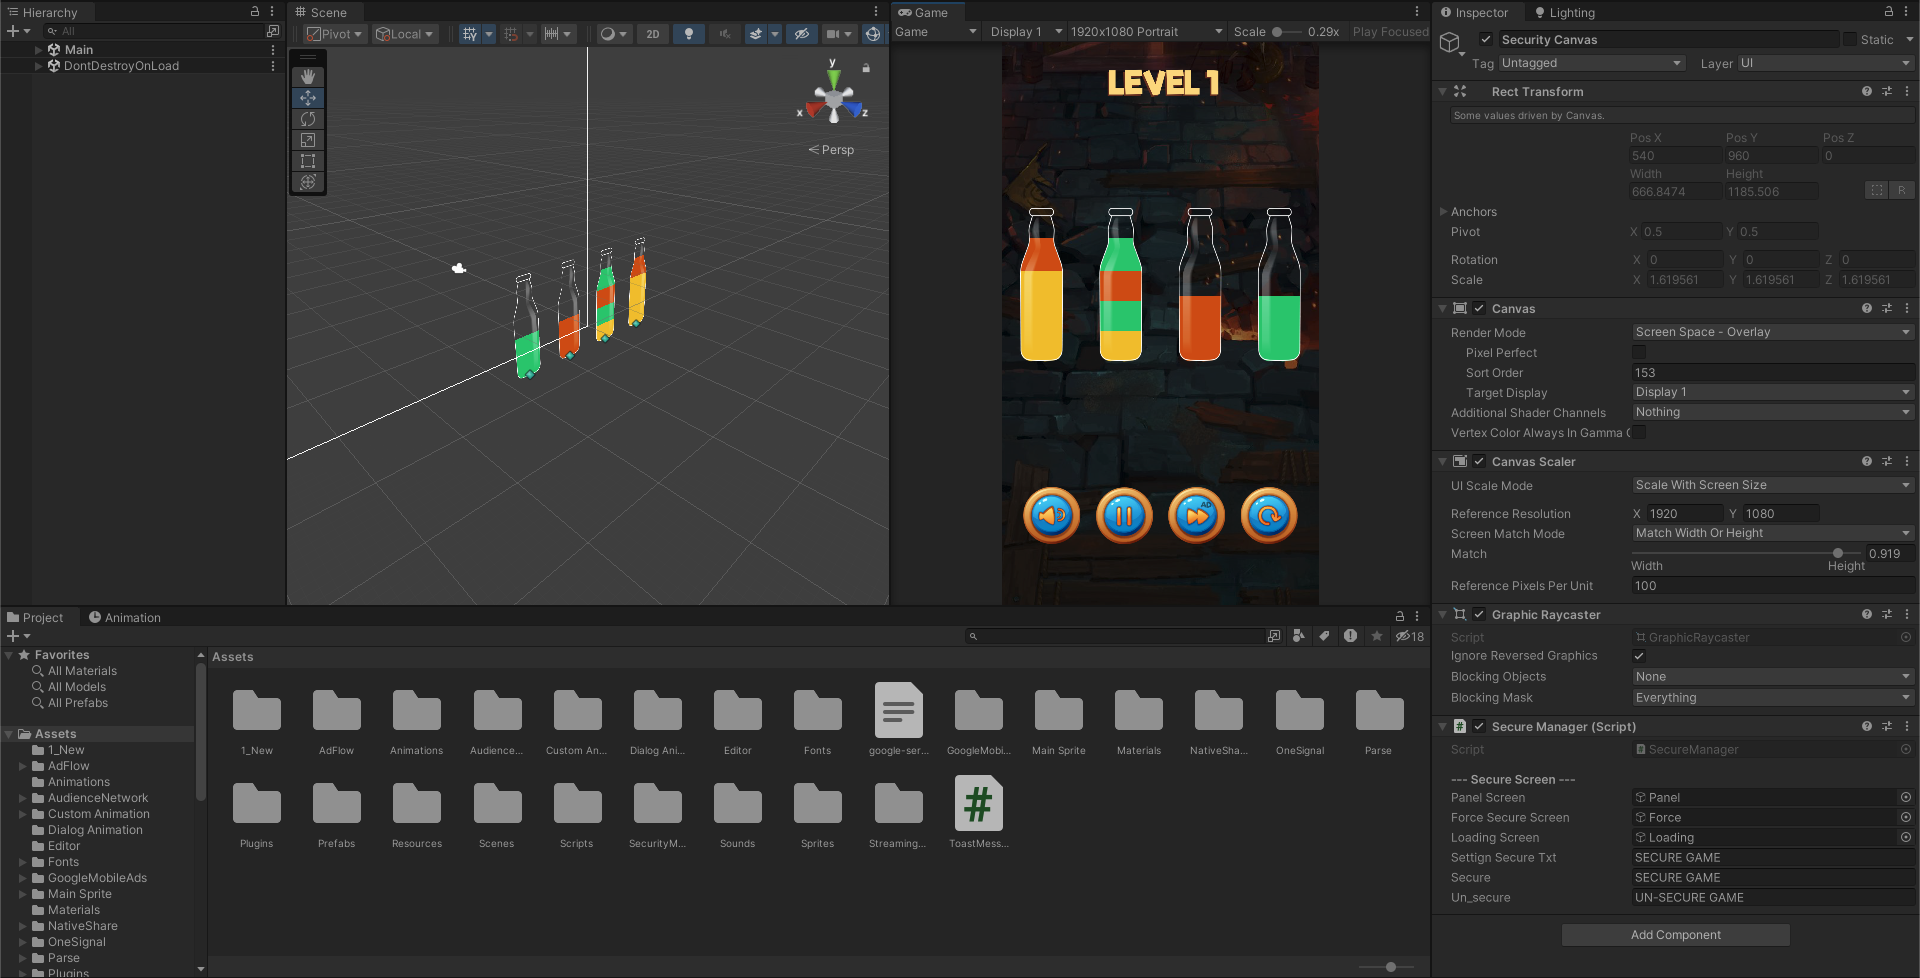 Hierarchy
All
Main
DontDestroyOnLoad
Scene
Pivot
Local
2D
y
x
z
Persp
Game
Game
Display 1
1920x1080 Portrait
Scale
0.29x
Play Focused
LEVEL 1
AD
Inspector
Lighting
Security Canvas
Static
Tag
Untagged
Layer
UI
Rect Transform
Some values driven by Canvas.
Pos X
Pos Y
Pos Z
540
960
0
Width
Height
666.8474
1185.506
R
Anchors
Pivot
X 0.5
Y 0.5
Rotation
X 0
Y 0
Z 0
Scale
X 1.619561
Y 1.619561
Z 1.619561
Canvas
Render Mode
Screen Space - Overlay
Pixel Perfect
Sort Order
153
Target Display
Display 1
Additional Shader Channels
Nothing
Vertex Color Always In Gamma
Canvas Scaler
UI Scale Mode
Scale With Screen Size
Reference Resolution
X 1920
Y 1080
Screen Match Mode
Match Width Or Height
Match
0.919
Width
Height
Reference Pixels Per Unit
100
Graphic Raycaster
Script
GraphicRaycaster
Ignore Reversed Graphics
Blocking Objects
None
Blocking Mask
Everything
Secure Manager (Script)
Script
SecureManager
--- Secure Screen ---
Panel Screen
Panel
Force Secure Screen
Force
Loading Screen
Loading
Settign Secure Txt
SECURE GAME
Secure
SECURE GAME
Un_secure
UN-SECURE GAME
Add Component
Project
Animation
18
Favorites
All Materials
All Models
All Prefabs
Assets
1_New
AdFlow
Animations
AudienceNetwork
Custom Animation
Dialog Animation
Editor
Fonts
GoogleMobileAds
Main Sprite
Materials
NativeShare
OneSignal
Parse
Plugins
Assets
1_New
AdFlow
Animations
Audience...
Custom An...
Dialog Ani...
Editor
Fonts
google-ser...
GoogleMobi...
Main Sprite
Materials
NativeSha...
OneSignal
Parse
Plugins
Prefabs
Resources
Scenes
Scripts
SecurityM...
Sounds
Sprites
Streaming...
ToastMess...